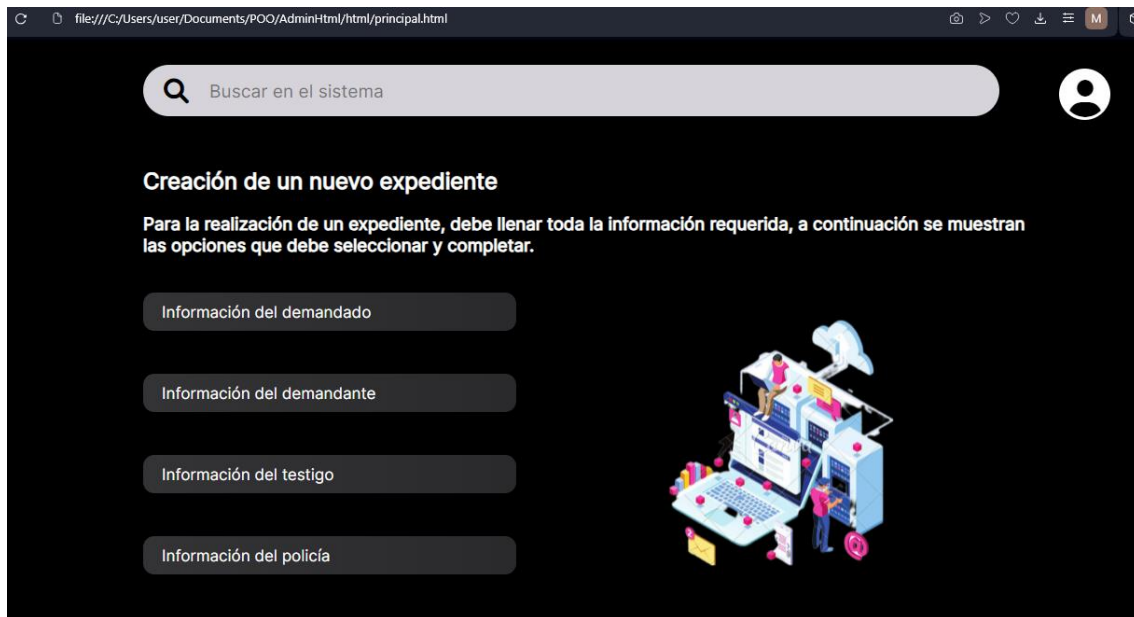 file:///C:/Users/user/Documents/POO/AdminHtml/html/principal.html
M
Buscar en el sistema
Creación de un nuevo expediente
Para la realización de un expediente, debe llenar toda la información requerida, a continuación se muestran
las opciones que debe seleccionar y completar.
Información del demandado
Información del demandante
Información del testigo
Información del policía